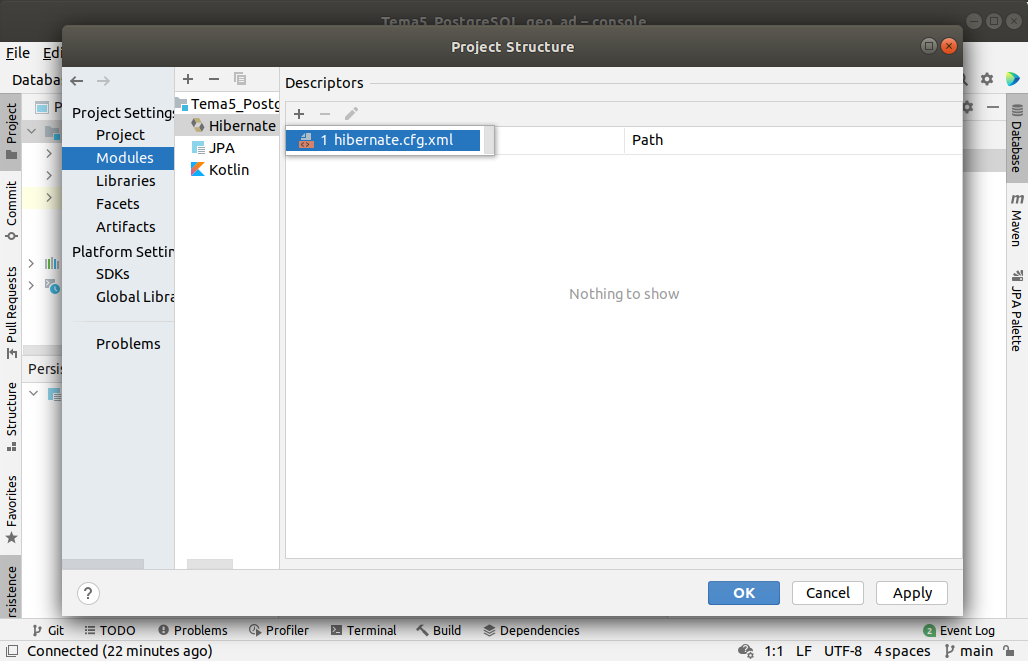 Tema5_PostgreSQL_geo_ad – console
Project Structure
File Edi
Databa
Project Settings
Project
Modules
Libraries
Facets
Artifacts
Platform Settin
SDKs
Global Libra
Problems
Tema5_Postg
Hibernate
JPA
Kotlin
Descriptors
1 hibernate.cfg.xml
Path
Nothing to show
?
OK
Cancel
Apply
P
Persis
Project
Commit
Pull Requests
Structure
Favorites
rsistence
Database
m
Maven
JPA Palette
Git
TODO
Problems
Profiler
Terminal
Build
Dependencies
2 Event Log
Connected (22 minutes ago)
1:1 LF UTF-8 4 spaces main